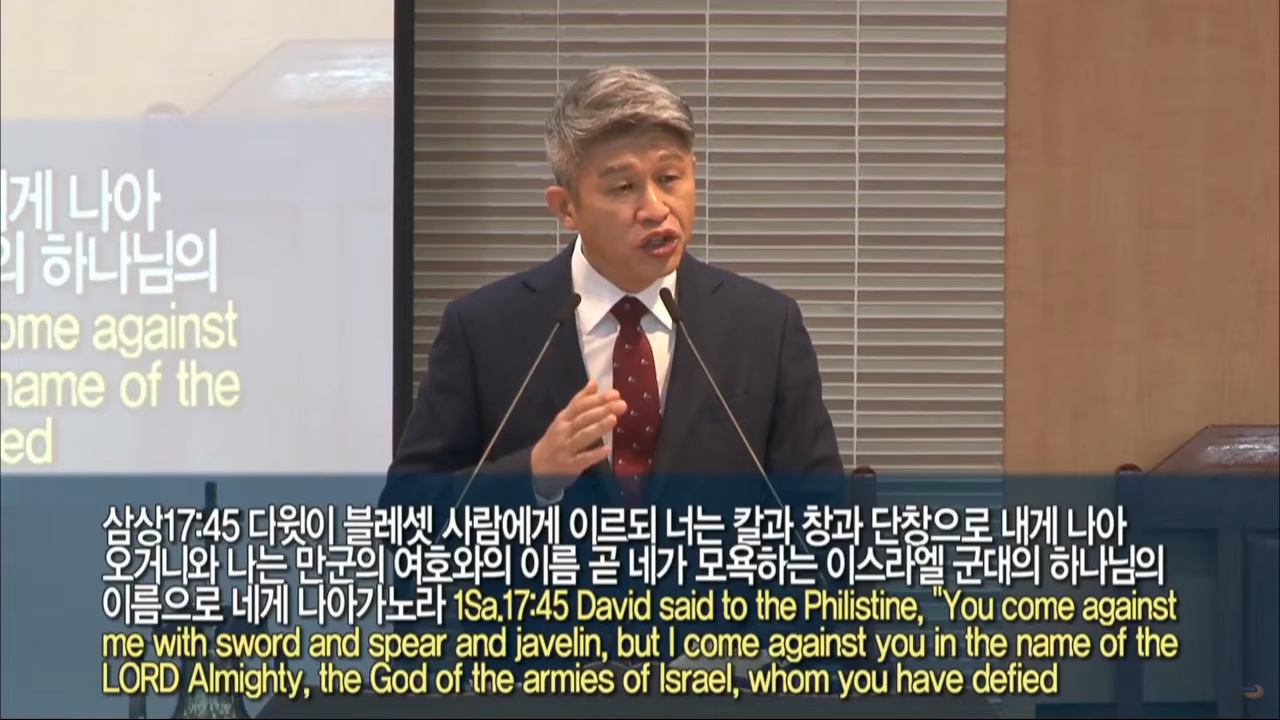 게 나아
의 하나님의
ome against
name of the
ed
삼상17:45 다윗이 블레셋 사람에게 이르되 너는 칼과 창과 단창으로 내게 나아
오거니와 나는 만군의 여호와의 이름 곧 네가 모욕하는 이스라엘 군대의 하나님의
이름으로 네게 나아가노라 1Sa.17:45 David said to the Philistine, "You come against
me with sword and spear and javelin, but I come against you in the name of the
LORD Almighty, the God of the armies of Israel, whom you have defied